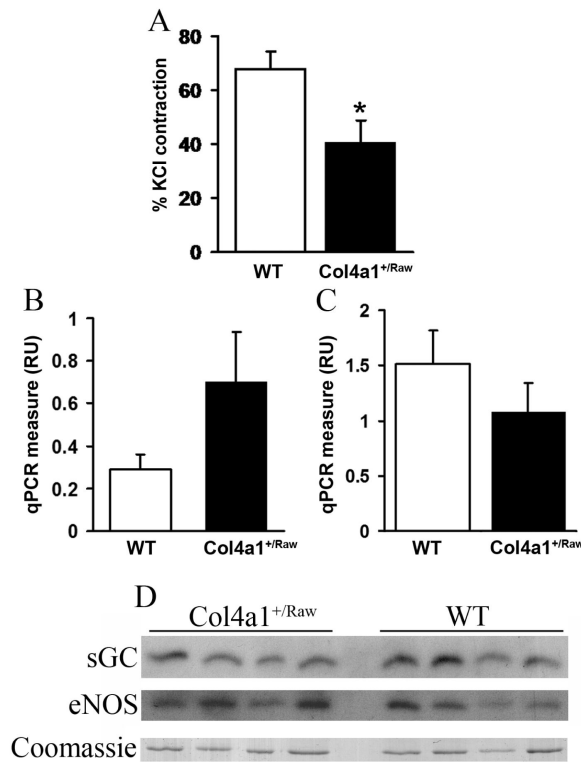 A
% KCl contraction
80
60
40
20
0
*
WT
Col4a1+/Raw
B
qPCR measure (RU)
1
0.8
0.6
0.4
0.2
0
WT
Col4a1+/Raw
C
qPCR measure (RU)
2
1.5
1
0.5
0
WT
Col4a1+/Raw
D
Col4a1+/Raw
WT
sGC
eNOS
Coomassie